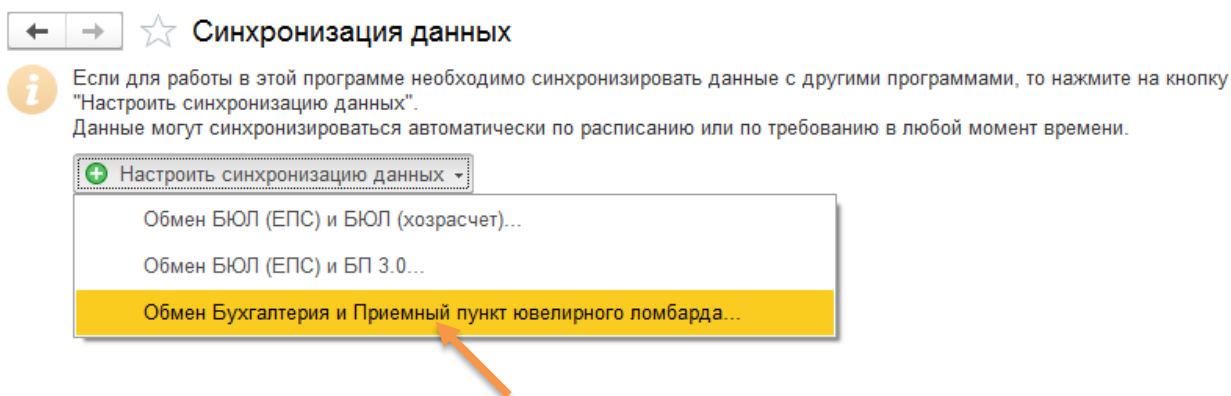 Синхронизация данных
Если для работы в этой программе необходимо синхронизировать данные с другими программами, то нажмите на кнопку
"Настроить синхронизацию данных".
Данные могут синхронизироваться автоматически по расписанию или по требованию в любой момент времени.
Настроить синхронизацию данных
Обмен БЮЛ (ЕПС) и БЮЛ (хозрасчет)...
Обмен БЮЛ (ЕПС) и БП 3.0...
Обмен Бухгалтерия и Приемный пункт ювелирного ломбарда...